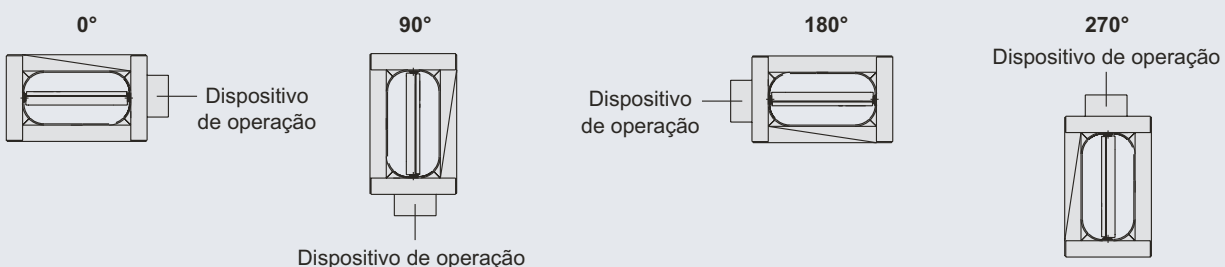 0°
90°
180°
270°
Dispositivo de operação
Dispositivo
de operação
Dispositivo
de operação
Dispositivo de operação